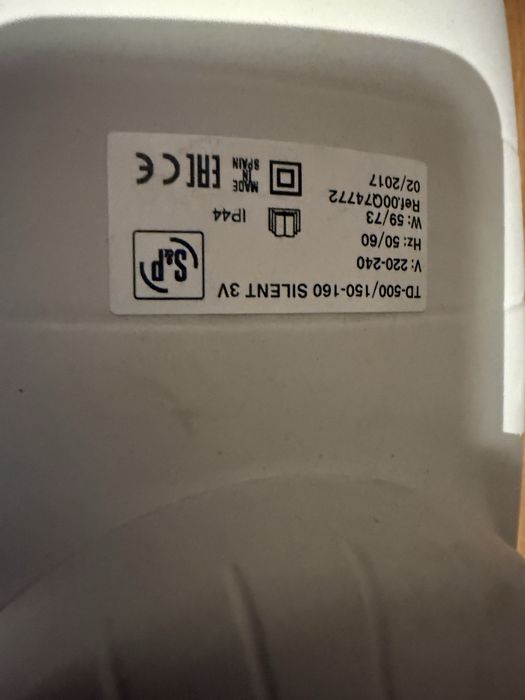 TD-500/150-160 SILENT 3V
V: 220-240
Hz: 50/60
W: 59/73
Ref.00Q74772
02/2017
S&P
IP44
MADE
IN
SPAIN
EAC CE